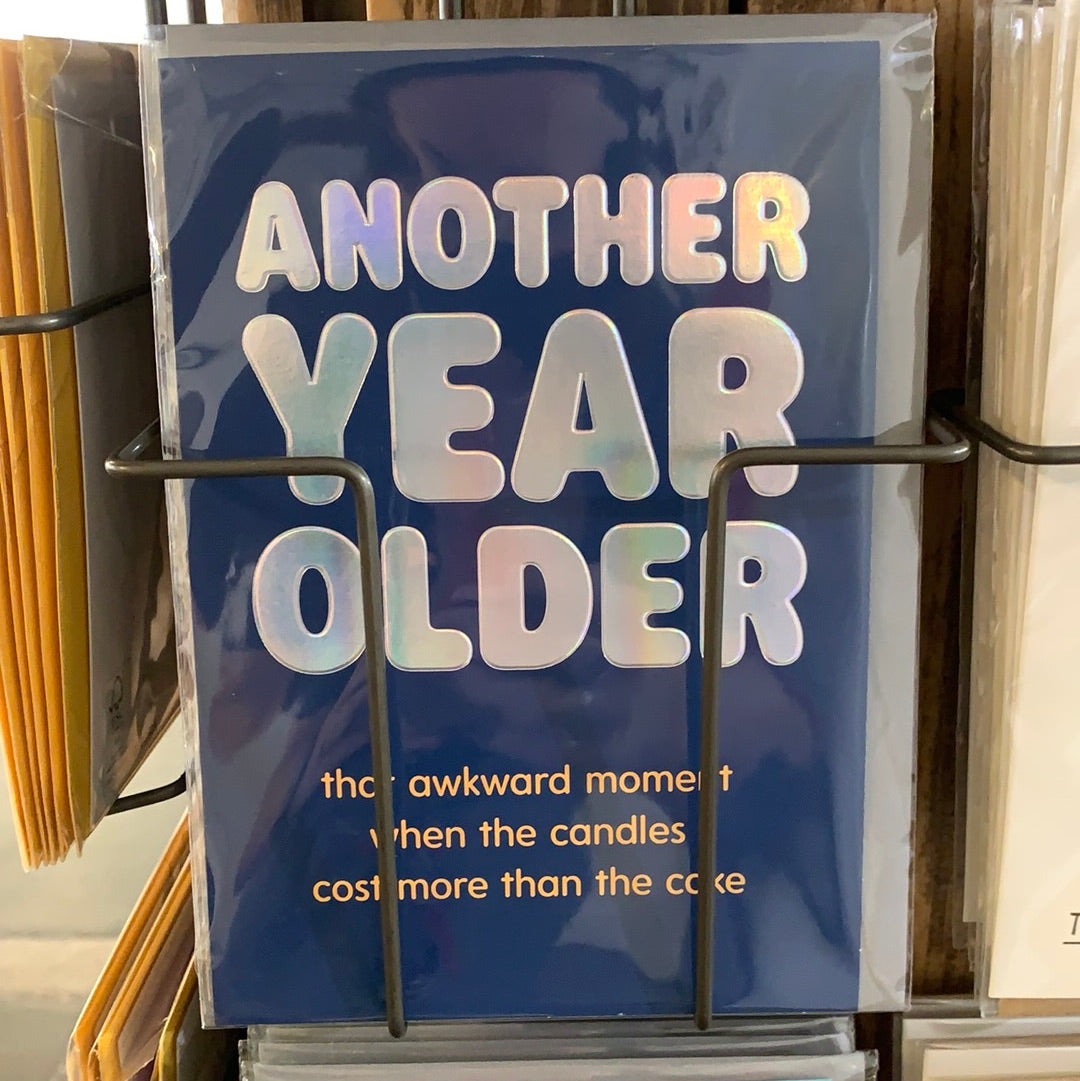 ANOTHER
YEAR
OLDER
that awkward moment
when the candles
cost more than the cake